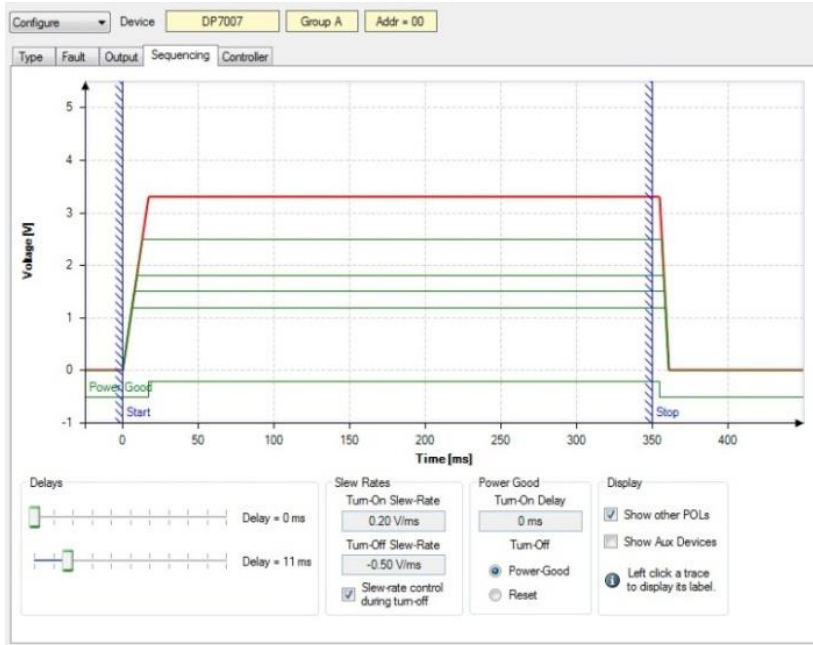 Configure Device DP7007 Group A Addr = 00
Type Fault Output Sequencing Controller
5
4
3
2
1
0
-1
Voltage [V]
Power Good
Start
Stop
0 50 100 150 200 250 300 350 400
Time [ms]
Delays
Delay = 0 ms
Delay = 11 ms
Slew Rates
Turn-On Slew-Rate
0.20 V/ms
Turn-Off Slew-Rate
-0.50 V/ms
Slew-rate control
during turn-off
Power Good
Turn-On Delay
0 ms
Turn-Off
Power-Good
Reset
Display
Show other POLs
Show Aux Devices
Left click a trace
to display its label.